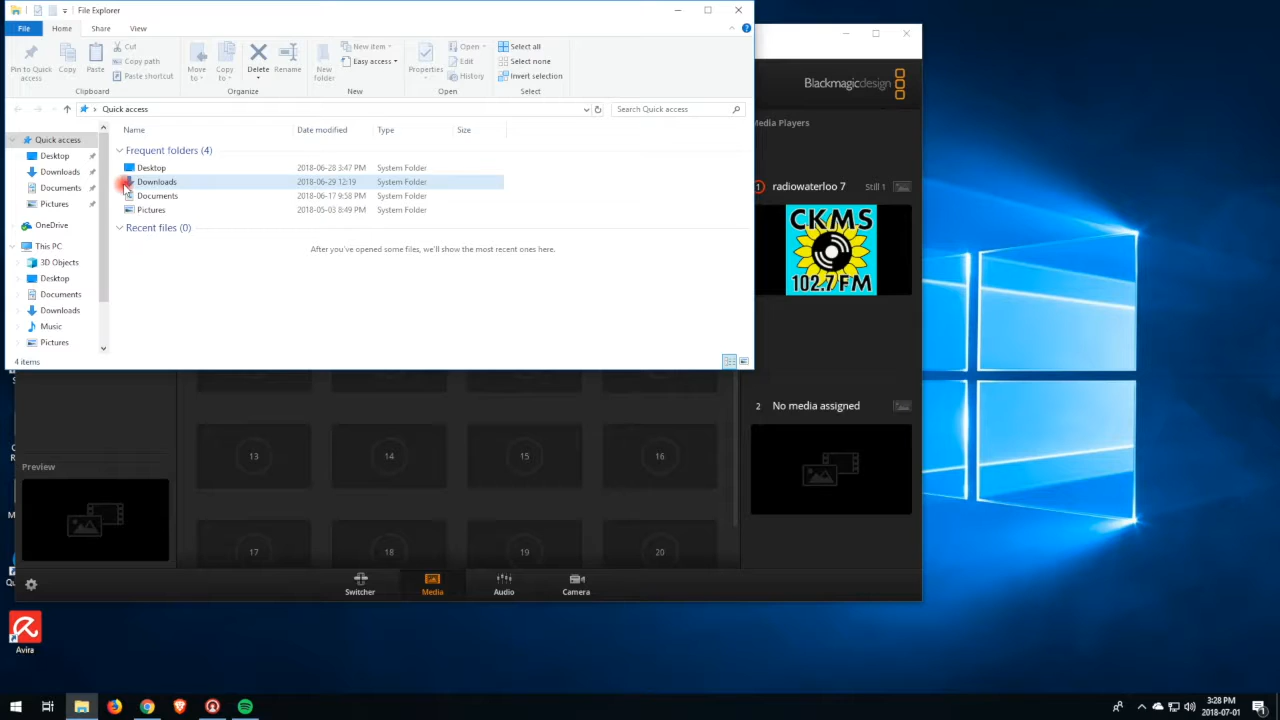 File Explorer
File
Home
Share
View
Pin to Quick access
Copy
Paste
Cut
Copy path
Paste shortcut
Clipboard
Move to
Copy to
Delete
Rename
Organize
New folder
New item
Easy access
New
Properties
Open
Edit
History
Open
Select all
Select none
Invert selection
Select
Quick access
Search Quick access
Quick access
Desktop
Downloads
Documents
Pictures
OneDrive
This PC
3D Objects
Desktop
Documents
Downloads
Music
Pictures
Name
Date modified
Type
Size
Frequent folders (4)
Desktop 2018-06-28 3:47 PM System Folder
Downloads 2018-06-29 12:19 System Folder
Documents 2018-06-17 9:58 PM System Folder
Pictures 2018-05-03 8:49 PM System Folder
Recent files (0)
After you've opened some files, we'll show the most recent ones here.
4 items
Blackmagicdesign
Media Players
1 radiowaterloo 7 Still 1
CKMS
102.7 FM
2 No media assigned
Preview
13
14
15
16
17
18
19
20
Switcher
Media
Audio
Camera
Avira
3:28 PM
2018-07-01
1